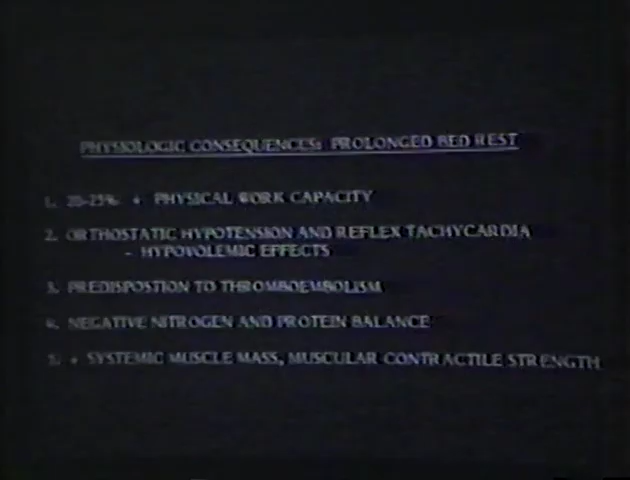 PHYSIOLOGIC CONSEQUENCES: PROLONGED BED REST
1. 20-25% ↓ PHYSICAL WORK CAPACITY
2. ORTHOSTATIC HYPOTENSION AND REFLEX TACHYCARDIA
- HYPOVOLEMIC EFFECTS
3. PREDISPOSTION TO THROMBOEMBOLISM
4. NEGATIVE NITROGEN AND PROTEIN BALANCE
5. ↓ SYSTEMIC MUSCLE MASS, MUSCULAR CONTRACTILE STRENGTH